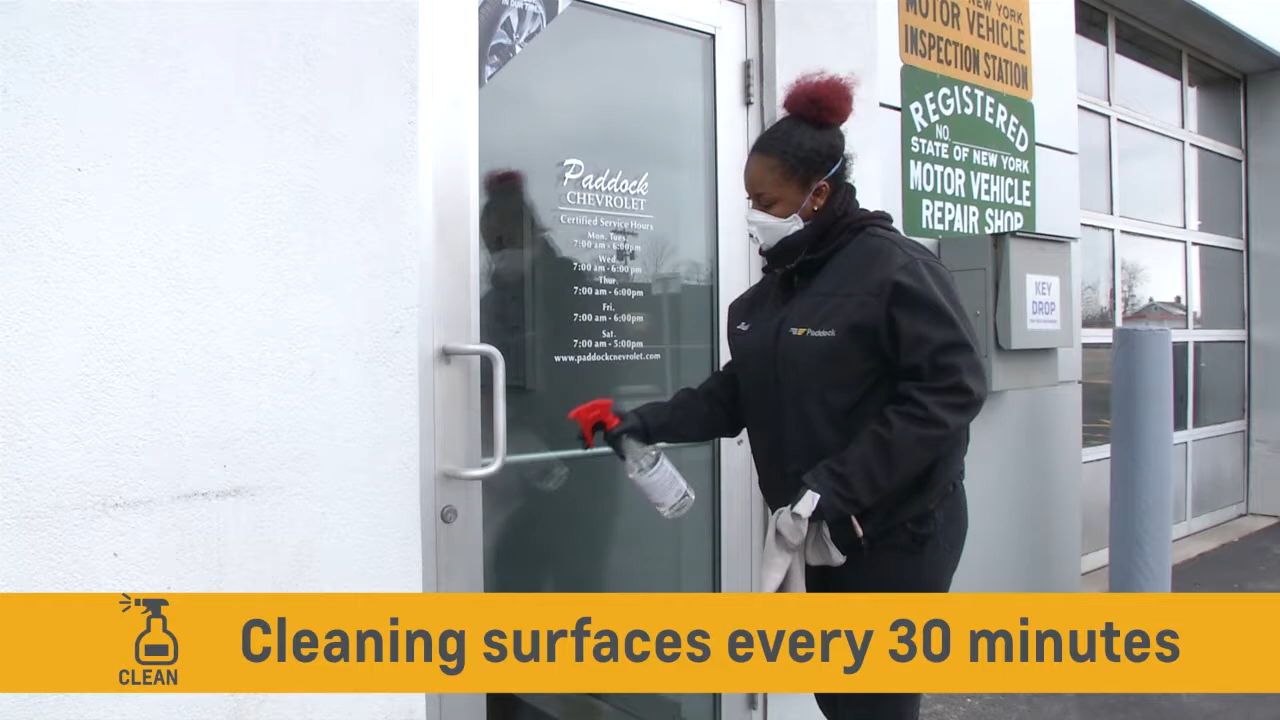 NEW YORK
MOTOR VEHICLE
INSPECTION STATION
REGISTERED
NO.
STATE OF NEW YORK
MOTOR VEHICLE
REPAIR SHOP
Paddock
CHEVROLET
Certified Service Hours
Mon. Tues.
7:00 am - 6:00pm
Wed.
7:00 am - 6:00pm
Thur.
7:00 am - 6:00pm
Fri.
7:00 am - 6:00pm
Sat.
7:00 am - 5:00pm
www.paddockchevrolet.com
KEY
DROP
Paddock
CLEAN
Cleaning surfaces every 30 minutes